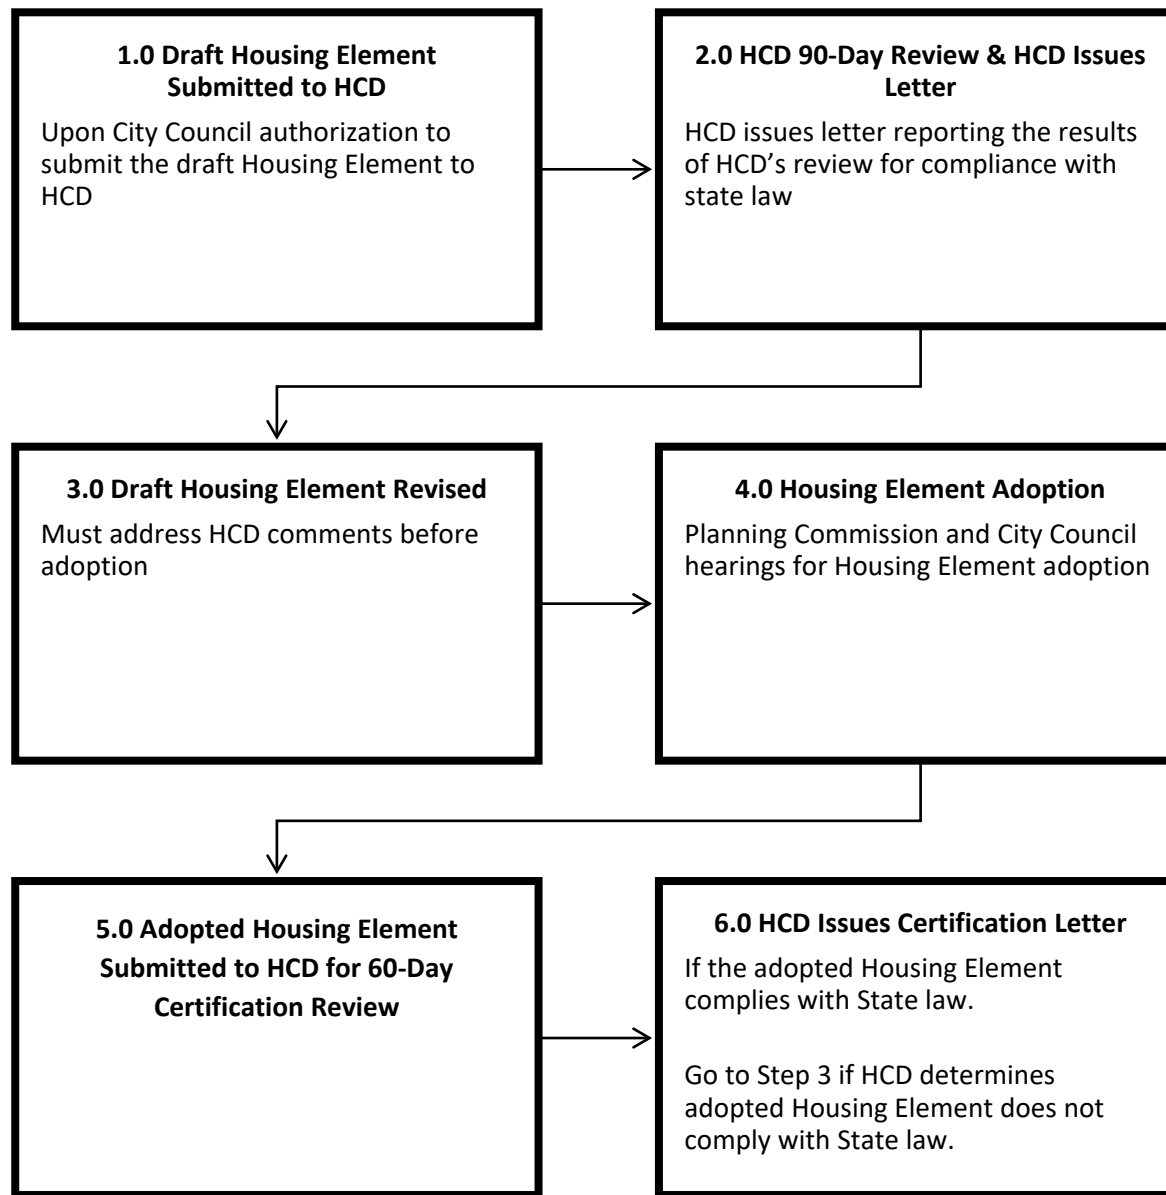 1.0 Draft Housing Element
Submitted to HCD
Upon City Council authorization to
submit the draft Housing Element to
HCD
2.0 HCD 90-Day Review & HCD Issues
Letter
HCD issues letter reporting the results
of HCD’s review for compliance with
state law
3.0 Draft Housing Element Revised
Must address HCD comments before
adoption
4.0 Housing Element Adoption
Planning Commission and City Council
hearings for Housing Element adoption
5.0 Adopted Housing Element
Submitted to HCD for 60-Day
Certification Review
6.0 HCD Issues Certification Letter
If the adopted Housing Element
complies with State law.
Go to Step 3 if HCD determines
adopted Housing Element does not
comply with State law.